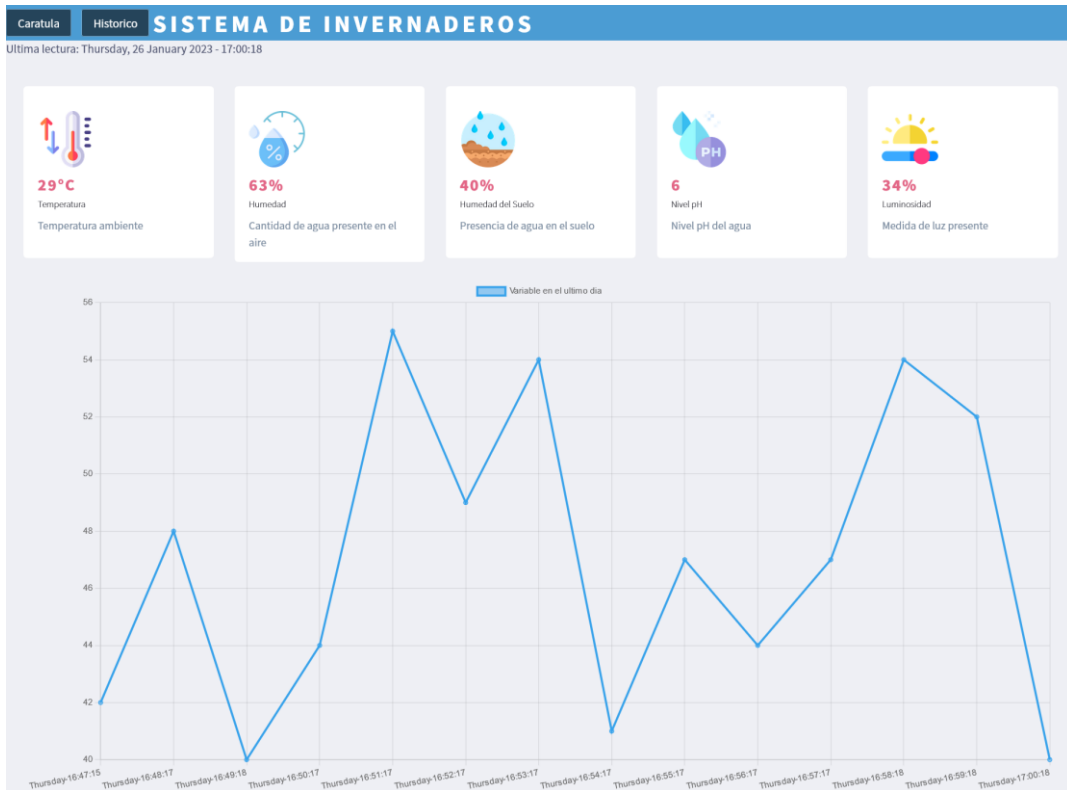 Caratula
Historico
SISTEMA DE INVERNADEROS
Ultima lectura: Thursday, 26 January 2023 - 17:00:18
%
PH
29°C
63%
40%
6
34%
Temperatura
Humedad
Humedad del Suelo
Nivel pH
Luminosidad
Temperatura ambiente
Cantidad de agua presente en el
aire
Presencia de agua en el suelo
Nivel pH del agua
Medida de luz presente
Variable en el ultimo dia
56
54
52
50
48
46
44
42
40
Thursday-16:47:15
Thursday-16:48:17
Thursday-16:49:18
Thursday-16:50:17
Thursday-16:51:17
Thursday-16:52:17
Thursday-16:53:17
Thursday-16:54:17
Thursday-16:55:17
Thursday-16:56:17
Thursday-16:57:17
Thursday-16:58:18
Thursday-16:59:18
Thursday-17:00:18